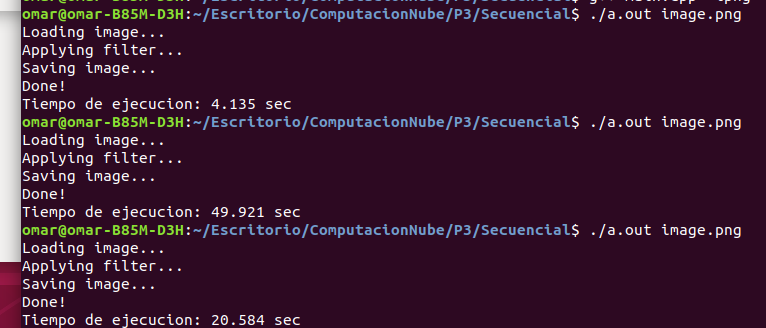 omar@omar-B85M-D3H:~/Escritorio/ComputacionNube/P3/Secuencial$ ./a.out image.png
Loading image...
Applying filter...
Saving image...
Done!
Tiempo de ejecucion: 4.135 sec
omar@omar-B85M-D3H:~/Escritorio/ComputacionNube/P3/Secuencial$ ./a.out image.png
Loading image...
Applying filter...
Saving image...
Done!
Tiempo de ejecucion: 49.921 sec
omar@omar-B85M-D3H:~/Escritorio/ComputacionNube/P3/Secuencial$ ./a.out image.png
Loading image...
Applying filter...
Saving image...
Done!
Tiempo de ejecucion: 20.584 sec